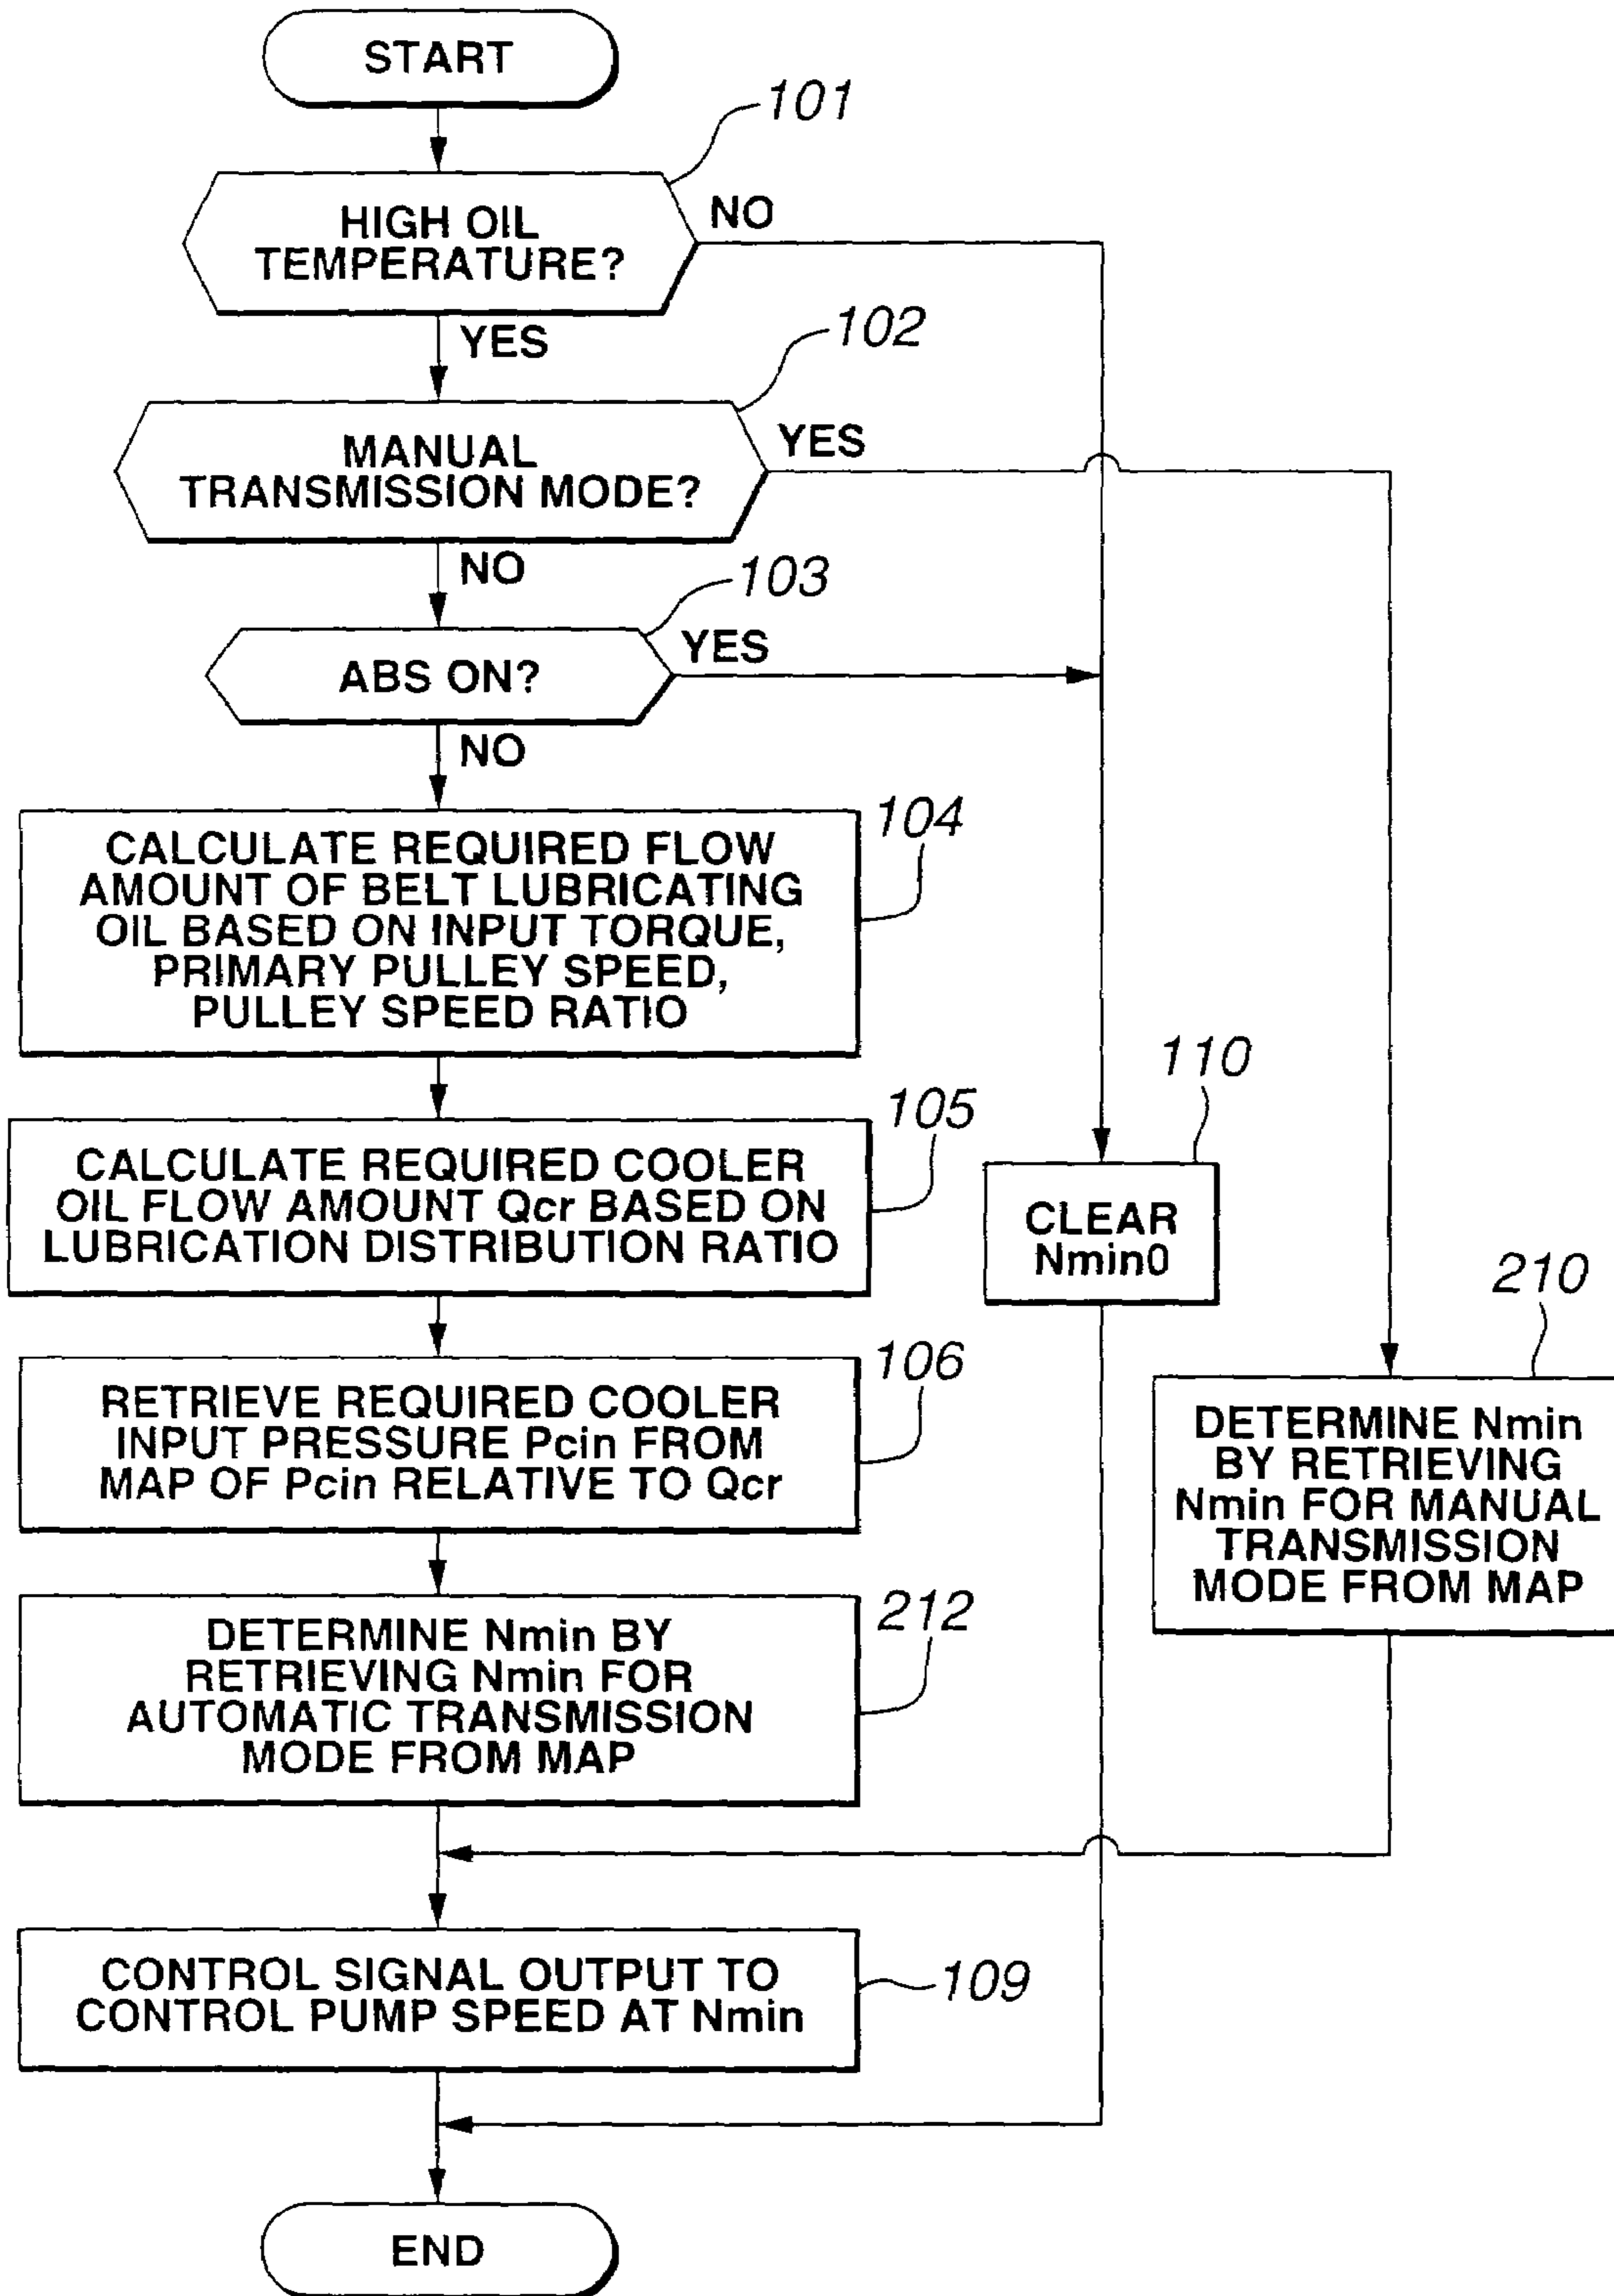 START
101
HIGH OIL
TEMPERATURE?
NO
YES
102
MANUAL
TRANSMISSION MODE?
YES
NO
103
ABS ON?
YES
NO
104
CALCULATE REQUIRED FLOW
AMOUNT OF BELT LUBRICATING
OIL BASED ON INPUT TORQUE,
PRIMARY PULLEY SPEED,
PULLEY SPEED RATIO
105
CALCULATE REQUIRED COOLER
OIL FLOW AMOUNT Qcr BASED ON
LUBRICATION DISTRIBUTION RATIO
110
CLEAR
Nmin0
106
RETRIEVE REQUIRED COOLER
INPUT PRESSURE Pcin FROM
MAP OF Pcin RELATIVE TO Qcr
210
DETERMINE Nmin
BY RETRIEVING
Nmin FOR MANUAL
TRANSMISSION
MODE FROM MAP
212
DETERMINE Nmin BY
RETRIEVING Nmin FOR
AUTOMATIC TRANSMISSION
MODE FROM MAP
CONTROL SIGNAL OUTPUT TO
CONTROL PUMP SPEED AT Nmin
109
END